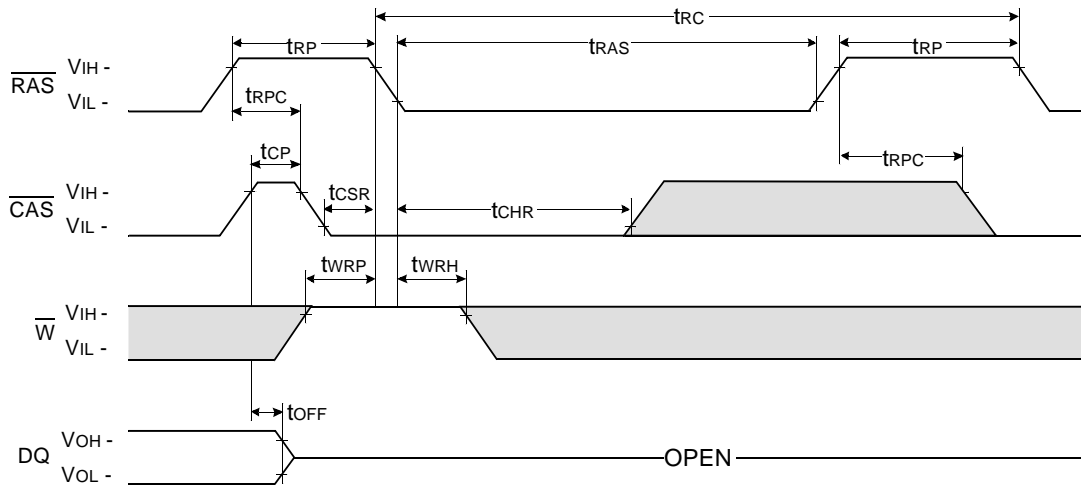 tRC
tRP
tRAS
tRP
RAS
VIH -
VIL -
tRPC
tCP
tRPC
CAS
VIH -
VIL -
tCSR
tCHR
tWRP
tWRH
W
VIH -
VIL -
tOFF
DQ
VOH -
VOL -
OPEN